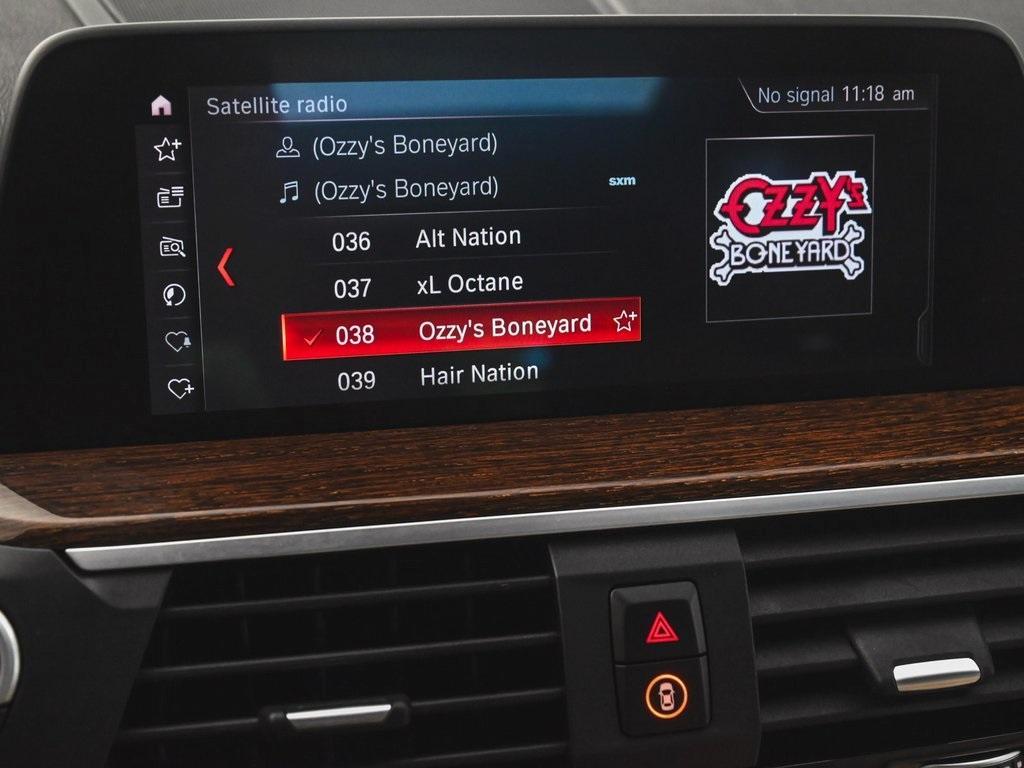 Satellite radio
No signal 11:18 am
(Ozzy's Boneyard)
(Ozzy's Boneyard)
sxm
036 Alt Nation
037 xL Octane
038 Ozzy's Boneyard
039 Hair Nation
OZZY's
BONEYARD